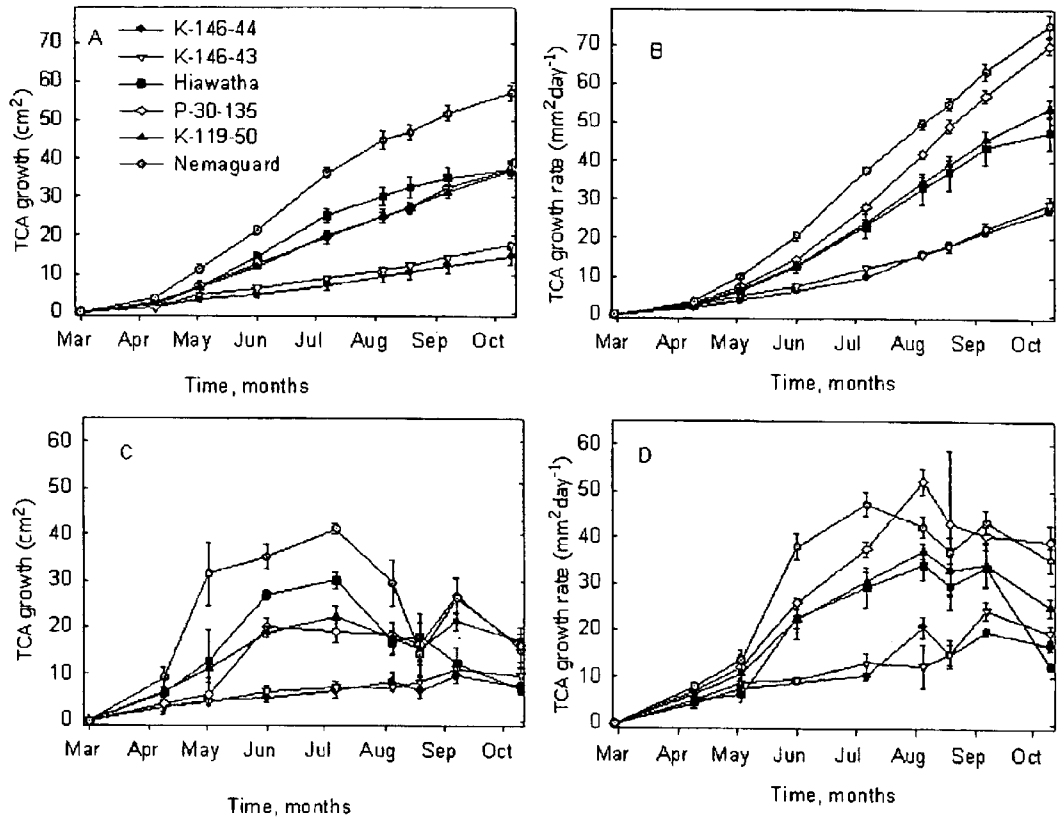 A
K-146-44
K-146-43
Hiawatha
P-30-135
K-119-50
Nemaguard
TCA growth (cm²)
70
60
50
40
30
20
10
0
Mar Apr May Jun Jul Aug Sep Oct
Time, months
B
TCA growth rate (mm²day⁻¹)
70
60
50
40
30
20
10
0
Mar Apr May Jun Jul Aug Sep Oct
Time, months
C
TCA growth (cm²)
60
50
40
30
20
10
0
Mar Apr May Jun Jul Aug Sep Oct
Time, months
D
TCA growth rate (mm²day⁻¹)
60
50
40
30
20
10
0
Mar Apr May Jun Jul Aug Sep Oct
Time, months